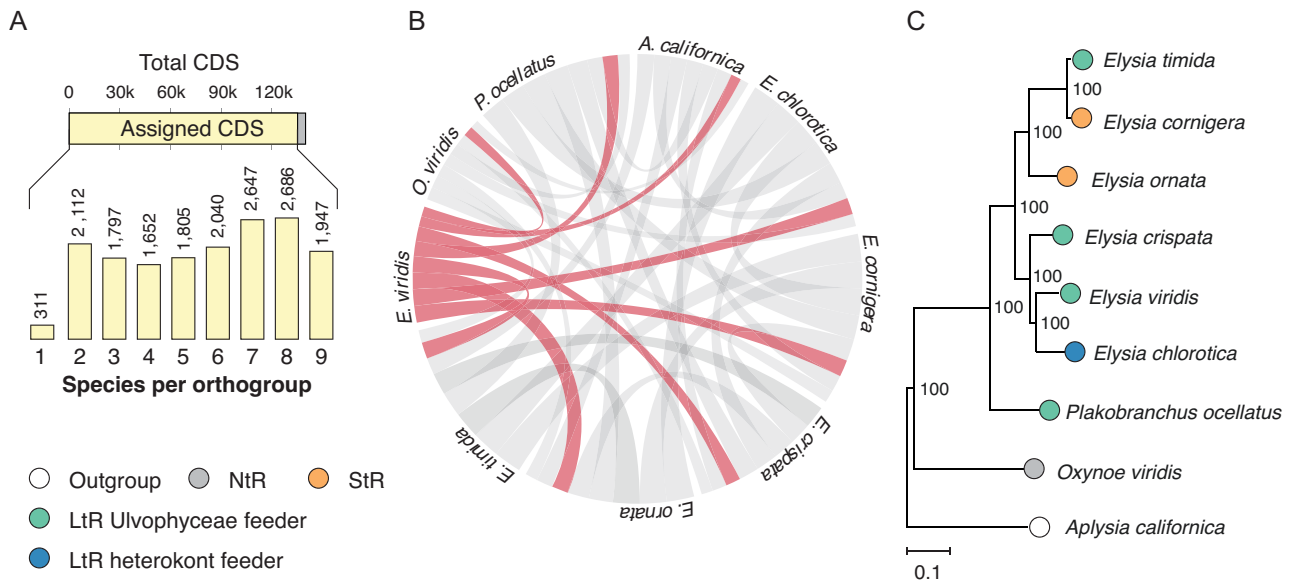 A
Total CDS
0 30k 60k 90k 120k
Assigned CDS
311
2,112
1,797
1,652
1,805
2,040
2,647
2,686
1,947
1 2 3 4 5 6 7 8 9
Species per orthogroup
Outgroup NtR StR
LtR Ulvophyceae feeder
LtR heterokont feeder
B
A. californica
E. chlorotica
E. cornigera
E. crispata
E. ornata
E. timida
E. viridis
O. viridis
P. ocellatus
C
Elysia timida
100
Elysia cornigera
100
Elysia ornata
100
Elysia crispata
100
Elysia viridis
100
100
Elysia chlorotica
Plakobranchus ocellatus
100
Oxynoe viridis
Aplysia californica
0.1